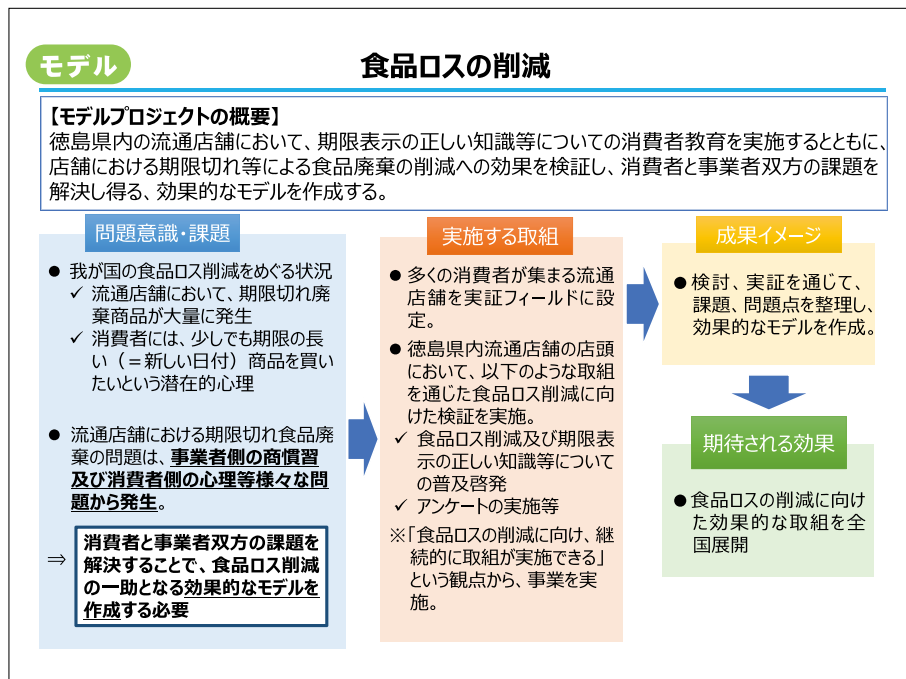 モデル
食品ロスの削減
【モデルプロジェクトの概要】
徳島県内の流通店舗において、期限表示の正しい知識等についての消費者教育を実施するとともに、
店舗における期限切れ等による食品廃棄の削減への効果を検証し、消費者と事業者双方の課題を
解決し得る、効果的なモデルを作成する。
問題意識・課題
● 我が国の食品ロス削減をめぐる状況
✓ 流通店舗において、期限切れ廃
棄商品が大量に発生
✓ 消費者には、少しでも期限の長
い（＝新しい日付）商品を買い
たいという潜在的心理
● 流通店舗における期限切れ食品廃
棄の問題は、事業者側の商慣習
及び消費者側の心理等様々な問
題から発生。
⇒ 消費者と事業者双方の課題を
解決することで、食品ロス削減
の一助となる効果的なモデルを
作成する必要
実施する取組
● 多くの消費者が集まる流通
店舗を実証フィールドに設
定。
● 徳島県内流通店舗の店頭
において、以下のような取組
を通じた食品ロス削減に向
けた検証を実施。
✓ 食品ロス削減及び期限表
示の正しい知識等について
の普及啓発
✓ アンケートの実施等
※「食品ロスの削減に向け、継
続的に取組が実施できる」
という観点から、事業を実
施。
成果イメージ
● 検討、実証を通じて、
課題、問題点を整理し、
効果的なモデルを作成。
期待される効果
● 食品ロスの削減に向け
た効果的な取組を全
国展開